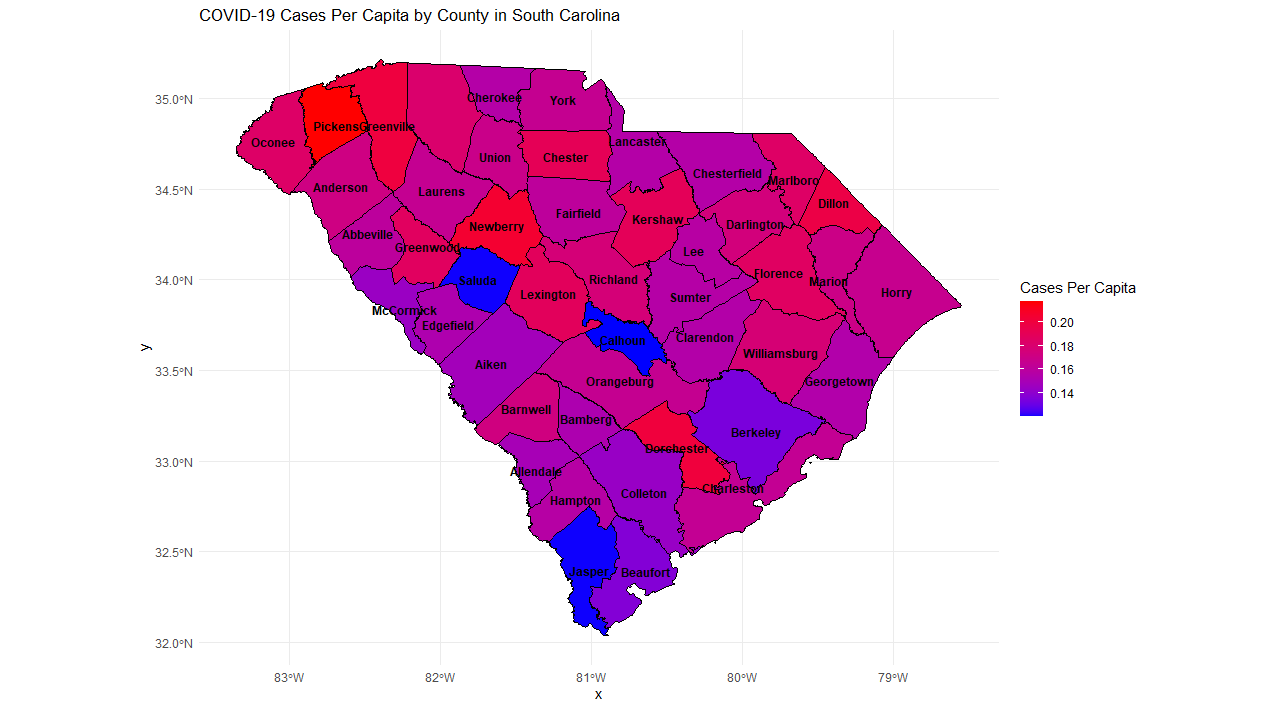 COVID-19 Cases Per Capita by County in South Carolina
35.0°N
34.5°N
34.0°N
33.5°N
33.0°N
32.5°N
32.0°N
y
Cherokee
York
Pickens
Greenville
Oconee
Lancaster
Union
Chester
Chesterfield
Marlboro
Anderson
Laurens
Dillon
Fairfield
Kershaw
Darlington
Newberry
Abbeville
Greenwood
Lee
Florence
Saluda
Richland
Marion
Lexington
Horry
Sumter
McCormick
Edgefield
Calhoun
Clarendon
Williamsburg
Aiken
Orangeburg
Georgetown
Barnwell
Bamberg
Berkeley
Dorchester
Allendale
Charleston
Colleton
Hampton
Jasper
Beaufort
83°W
82°W
81°W
80°W
79°W
x
Cases Per Capita
0.20
0.18
0.16
0.14